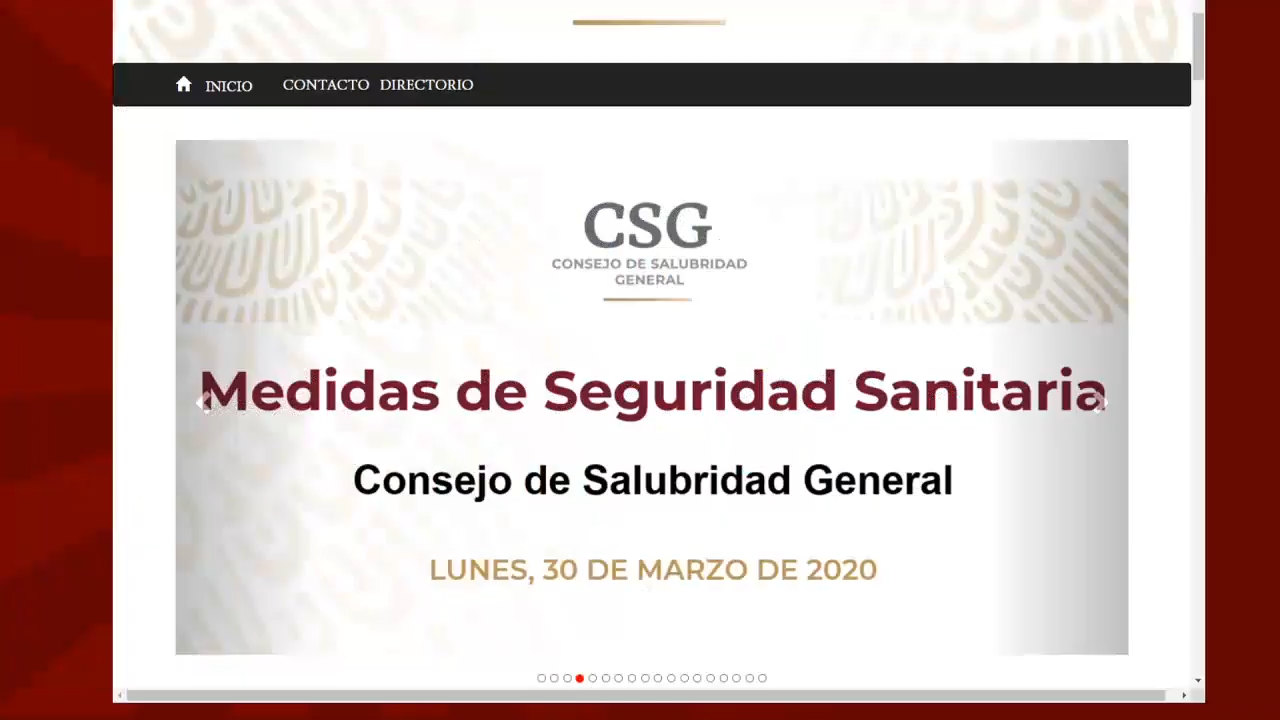 INICIO CONTACTO DIRECTORIO
CSG
CONSEJO DE SALUBRIDAD
GENERAL
Medidas de Seguridad Sanitaria
Consejo de Salubridad General
LUNES, 30 DE MARZO DE 2020